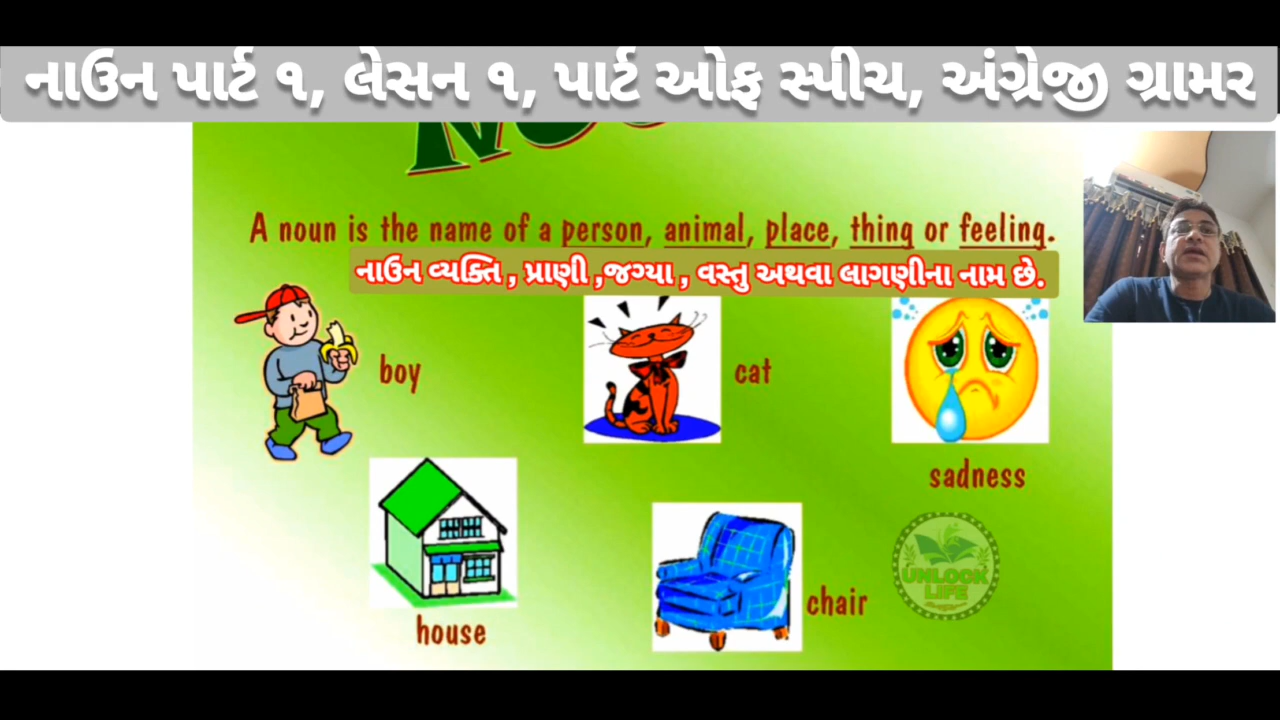 નાઉન પાર્ટ ૧, લેસન ૧, પાર્ટ ઓફ સ્પીચ, અંગ્રેજી ગ્રામર
A noun is the name of a person, animal, place, thing or feeling.
નાઉન વ્યક્તિ , પ્રાણી ,જગ્યા , વસ્તુ અથવા લાગણીના નામ છે.
boy
cat
sadness
house
chair
UNLOCK
LIFE